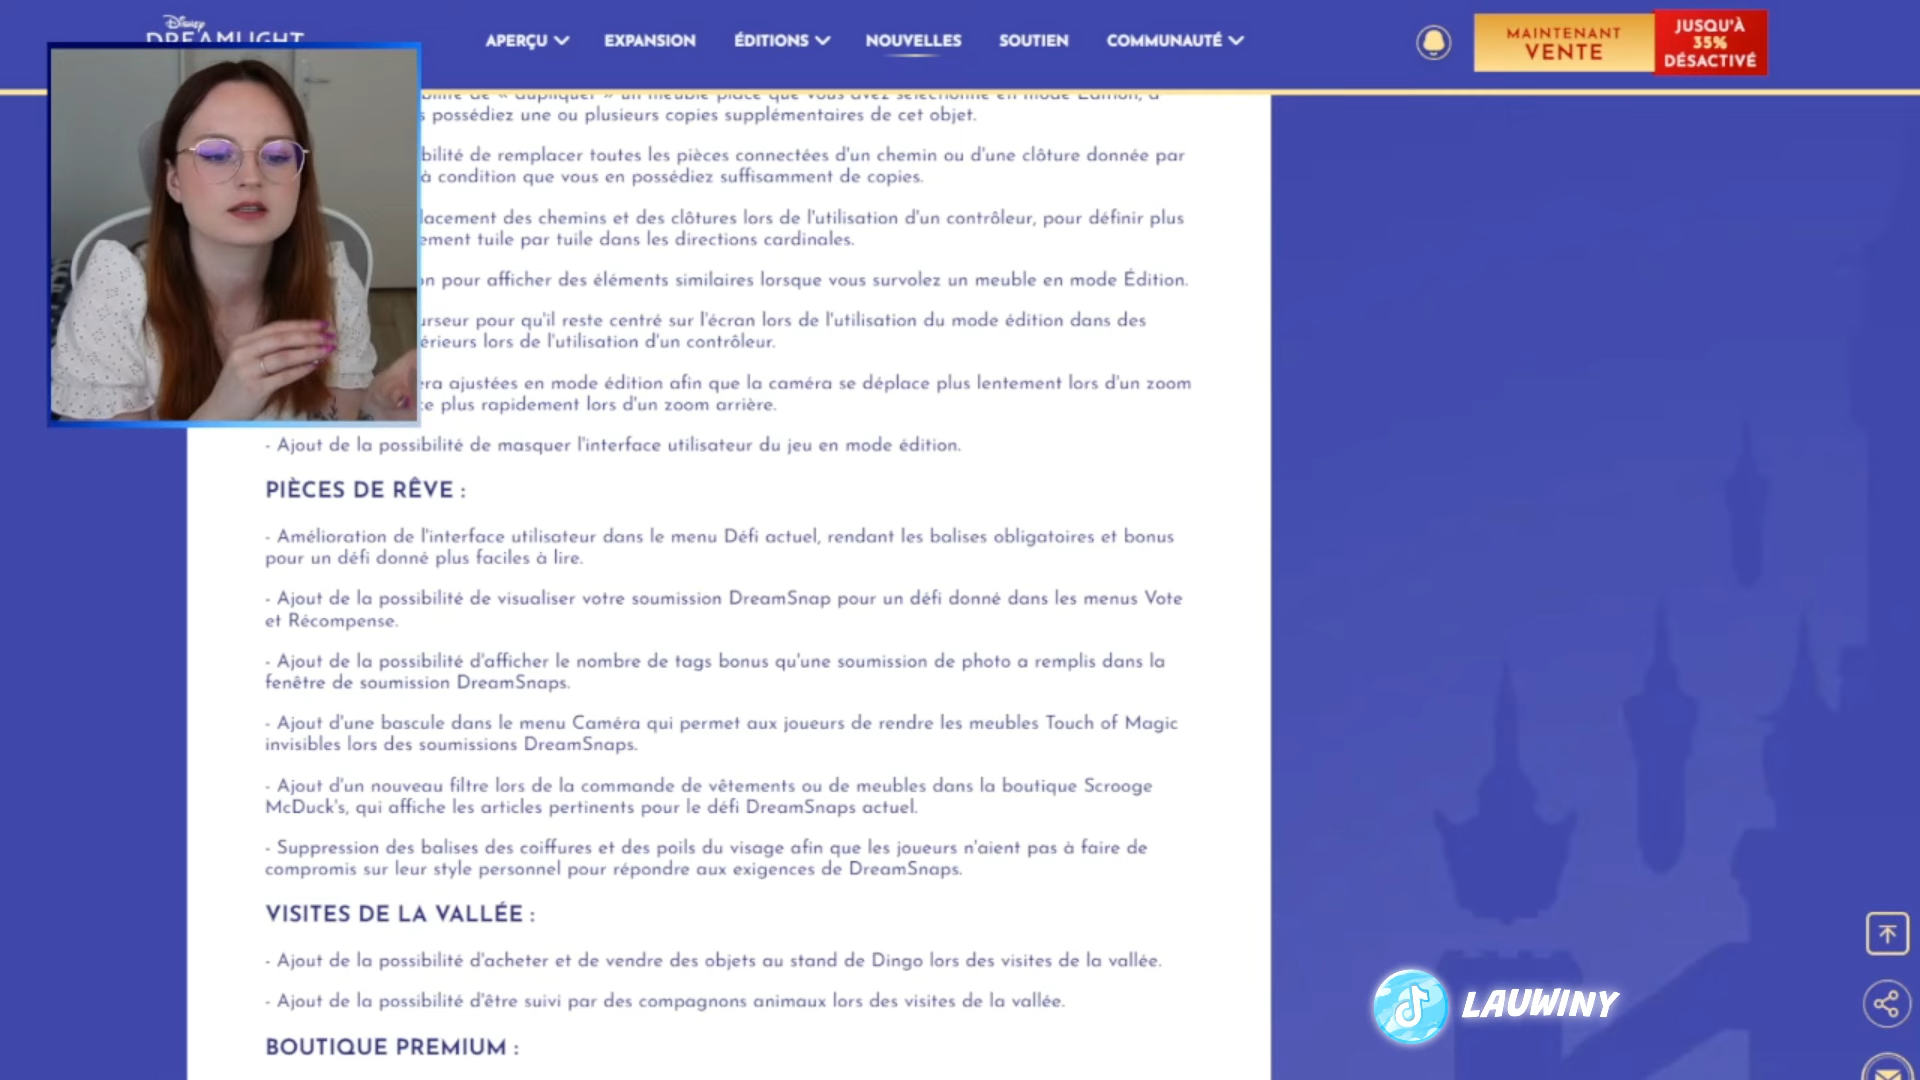 Disney
DREAMLIGHT
APERÇU
EXPANSION
ÉDITIONS
NOUVELLES
SOUTIEN
COMMUNAUTÉ
MAINTENANT
VENTE
JUSQU'À
35%
DÉSACTIVÉ
de « dupliquer » un meuble placé que vous avez sélectionné en mode Édition, à
possédiez une ou plusieurs copies supplémentaires de cet objet.
bilité de remplacer toutes les pièces connectées d'un chemin ou d'une clôture donnée par
à condition que vous en possédiez suffisamment de copies.
lacement des chemins et des clôtures lors de l'utilisation d'un contrôleur, pour définir plus
ement tuile par tuile dans les directions cardinales.
on pour afficher des éléments similaires lorsque vous survolez un meuble en mode Édition.
urseur pour qu'il reste centré sur l'écran lors de l'utilisation du mode édition dans des
érieurs lors de l'utilisation d'un contrôleur.
éra ajustées en mode édition afin que la caméra se déplace plus lentement lors d'un zoom
ce plus rapidement lors d'un zoom arrière.
- Ajout de la possibilité de masquer l'interface utilisateur du jeu en mode édition.
PIÈCES DE RÊVE :
- Amélioration de l'interface utilisateur dans le menu Défi actuel, rendant les balises obligatoires et bonus
pour un défi donné plus faciles à lire.
- Ajout de la possibilité de visualiser votre soumission DreamSnap pour un défi donné dans les menus Vote
et Récompense.
- Ajout de la possibilité d'afficher le nombre de tags bonus qu'une soumission de photo a remplis dans la
fenêtre de soumission DreamSnaps.
- Ajout d'une bascule dans le menu Caméra qui permet aux joueurs de rendre les meubles Touch of Magic
invisibles lors des soumissions DreamSnaps.
- Ajout d'un nouveau filtre lors de la commande de vêtements ou de meubles dans la boutique Scrooge
McDuck's, qui affiche les articles pertinents pour le défi DreamSnaps actuel.
- Suppression des balises des coiffures et des poils du visage afin que les joueurs n'aient pas à faire de
compromis sur leur style personnel pour répondre aux exigences de DreamSnaps.
VISITES DE LA VALLÉE :
- Ajout de la possibilité d'acheter et de vendre des objets au stand de Dingo lors des visites de la vallée.
- Ajout de la possibilité d'être suivi par des compagnons animaux lors des visites de la vallée.
BOUTIQUE PREMIUM :
LAUWINY